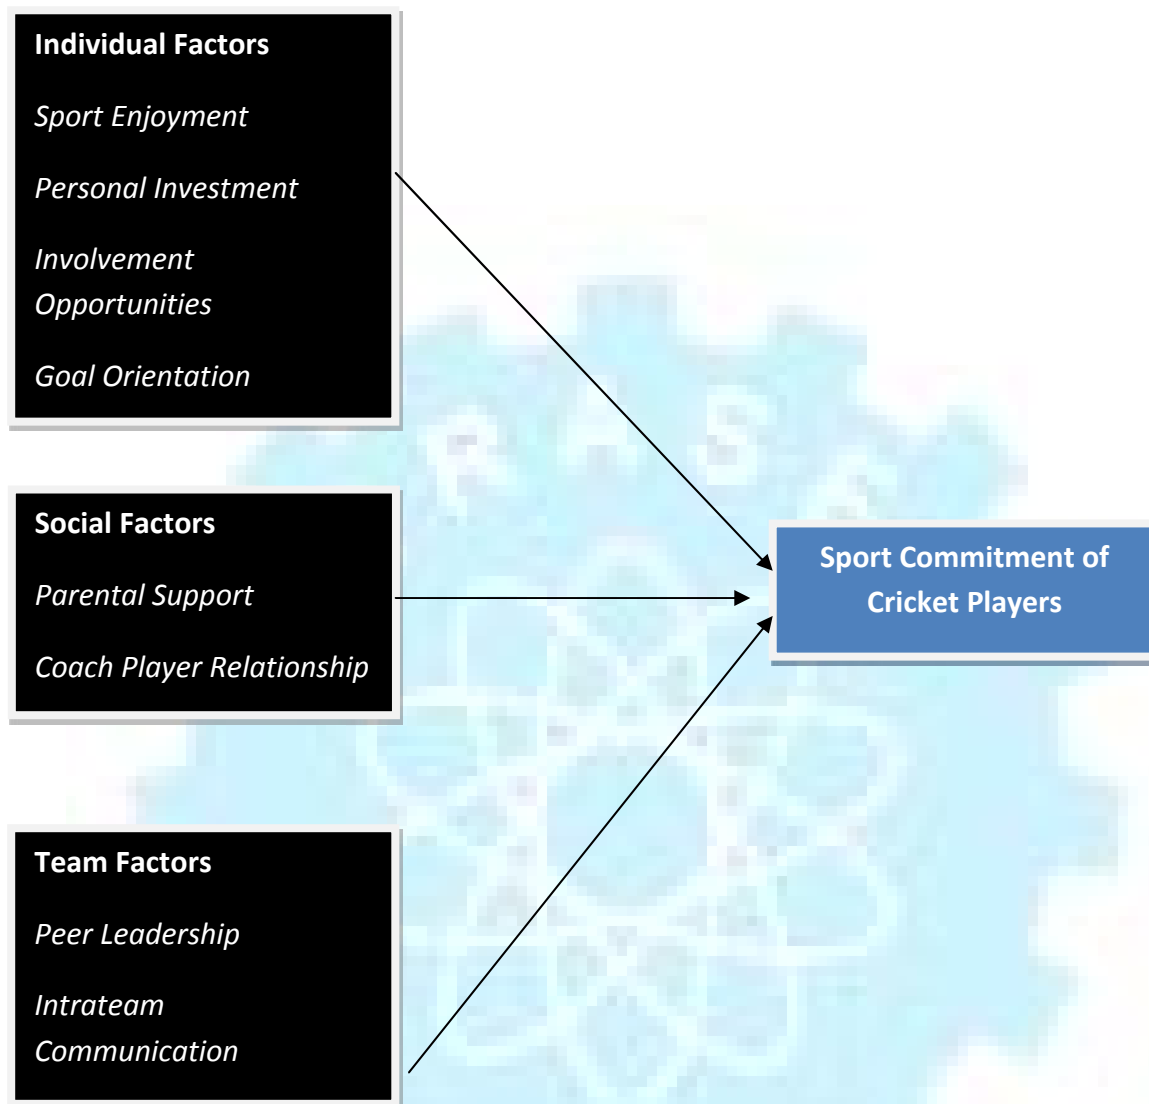 Individual Factors
Sport Enjoyment
Personal Investment
Involvement
Opportunities
Goal Orientation
Social Factors
Parental Support
Coach Player Relationship
Sport Commitment of
Cricket Players
Team Factors
Peer Leadership
Intrateam
Communication